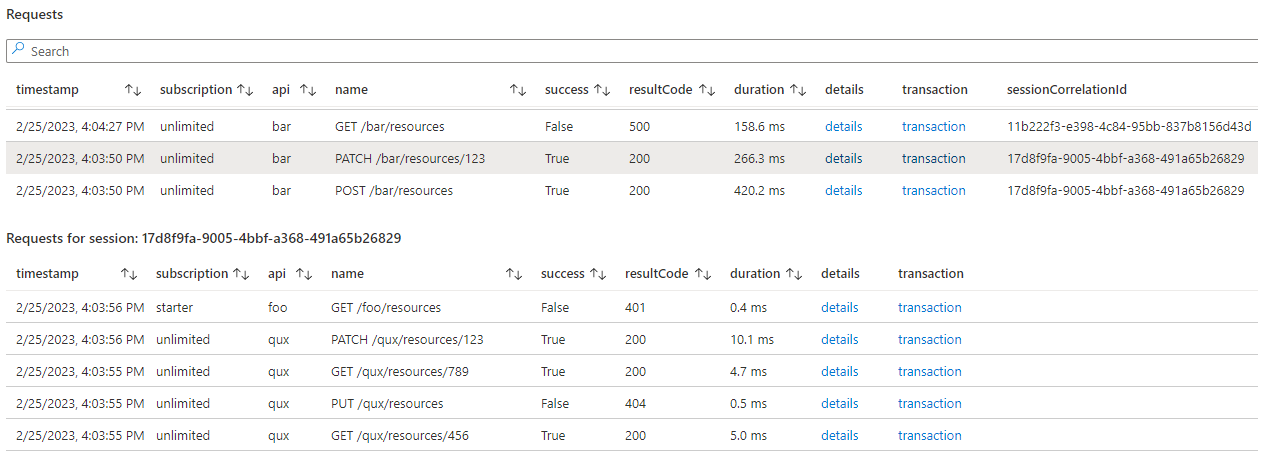 Requests
Search
timestamp ↑↓ subscription ↑↓ api ↑↓ name ↑↓ success ↑↓ resultCode ↑↓ duration ↑↓ details transaction sessionCorrelationId
2/25/2023, 4:04:27 PM unlimited bar GET /bar/resources False 500 158.6 ms details transaction 11b222f3-e398-4c84-95bb-837b8156d43d
2/25/2023, 4:03:50 PM unlimited bar PATCH /bar/resources/123 True 200 266.3 ms details transaction 17d8f9fa-9005-4bbf-a368-491a65b26829
2/25/2023, 4:03:50 PM unlimited bar POST /bar/resources True 200 420.2 ms details transaction 17d8f9fa-9005-4bbf-a368-491a65b26829
Requests for session: 17d8f9fa-9005-4bbf-a368-491a65b26829
timestamp ↑↓ subscription ↑↓ api ↑↓ name ↑↓ success ↑↓ resultCode ↑↓ duration ↑↓ details transaction
2/25/2023, 4:03:56 PM starter foo GET /foo/resources False 401 0.4 ms details transaction
2/25/2023, 4:03:56 PM unlimited qux PATCH /qux/resources/123 True 200 10.1 ms details transaction
2/25/2023, 4:03:55 PM unlimited qux GET /qux/resources/789 True 200 4.7 ms details transaction
2/25/2023, 4:03:55 PM unlimited qux PUT /qux/resources False 404 0.5 ms details transaction
2/25/2023, 4:03:55 PM unlimited qux GET /qux/resources/456 True 200 5.0 ms details transaction